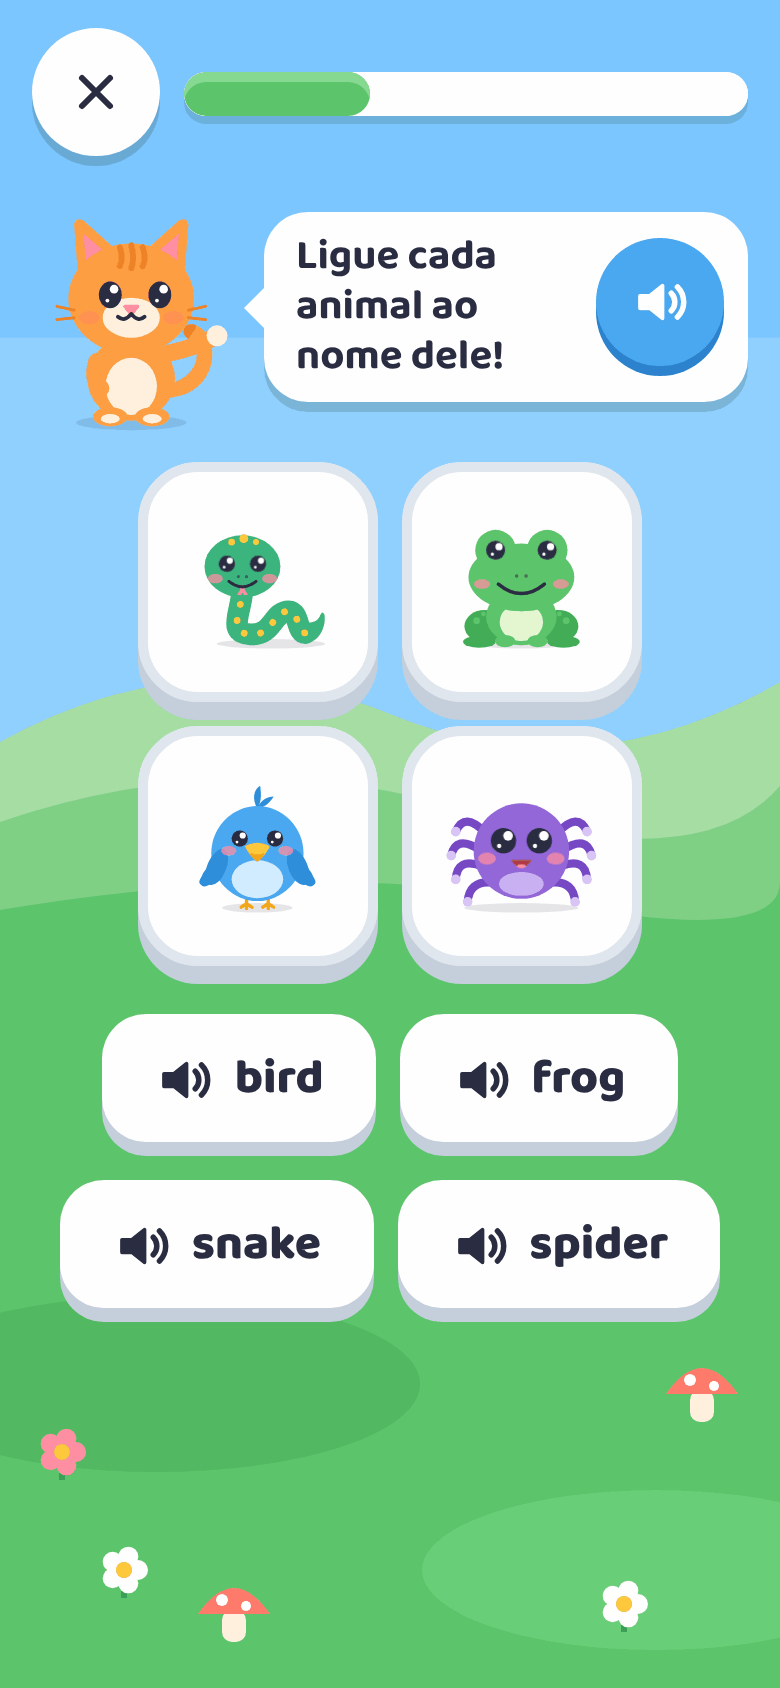 Ligue cada
animal ao
nome dele!
bird
frog
snake
spider